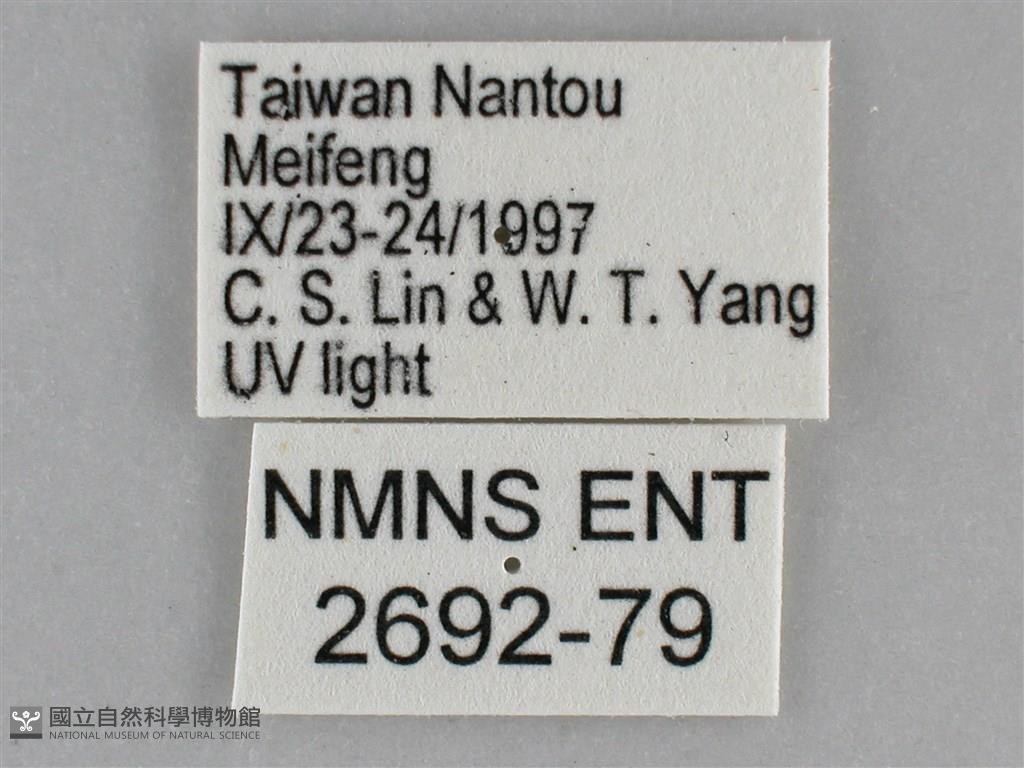 Taiwan Nantou
Meifeng
IX/23-24/1997
C. S. Lin & W. T. Yang
UV light
NMNS ENT
2692-79
國立自然科學博物館
NATIONAL MUSEUM OF NATURAL SCIENCE